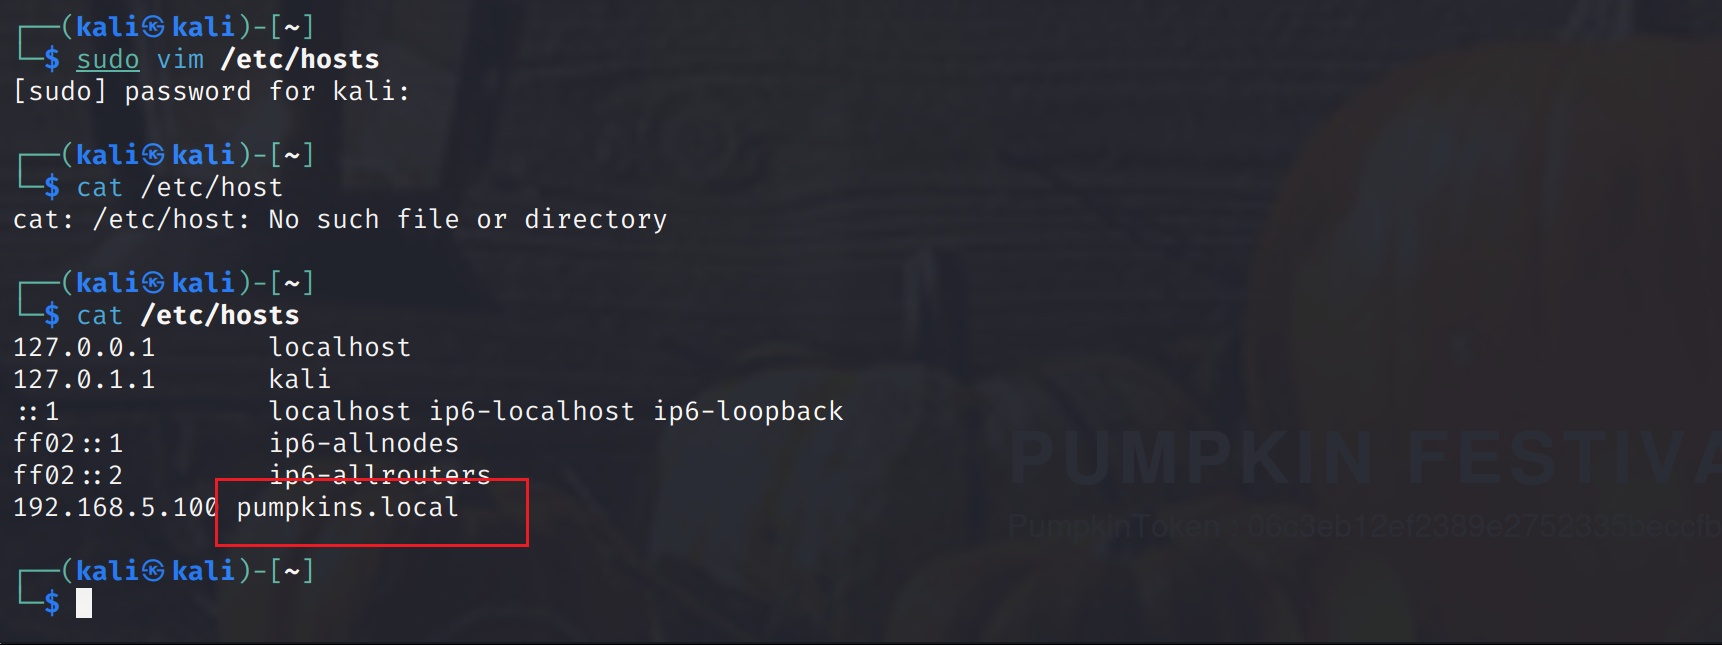 ┌──(kali㉿kali)-[~]
└─$ sudo vim /etc/hosts
[sudo] password for kali:
┌──(kali㉿kali)-[~]
└─$ cat /etc/host
cat: /etc/host: No such file or directory
┌──(kali㉿kali)-[~]
└─$ cat /etc/hosts
127.0.0.1       localhost
127.0.1.1       kali
::1             localhost ip6-localhost ip6-loopback
ff02::1         ip6-allnodes
ff02::2         ip6-allrouters
192.168.5.100 pumpkins.local
┌──(kali㉿kali)-[~]
└─$
PUMPKIN FESTIVA
PumpkinToken : 06c3eb12ef2389e2752335beccfb